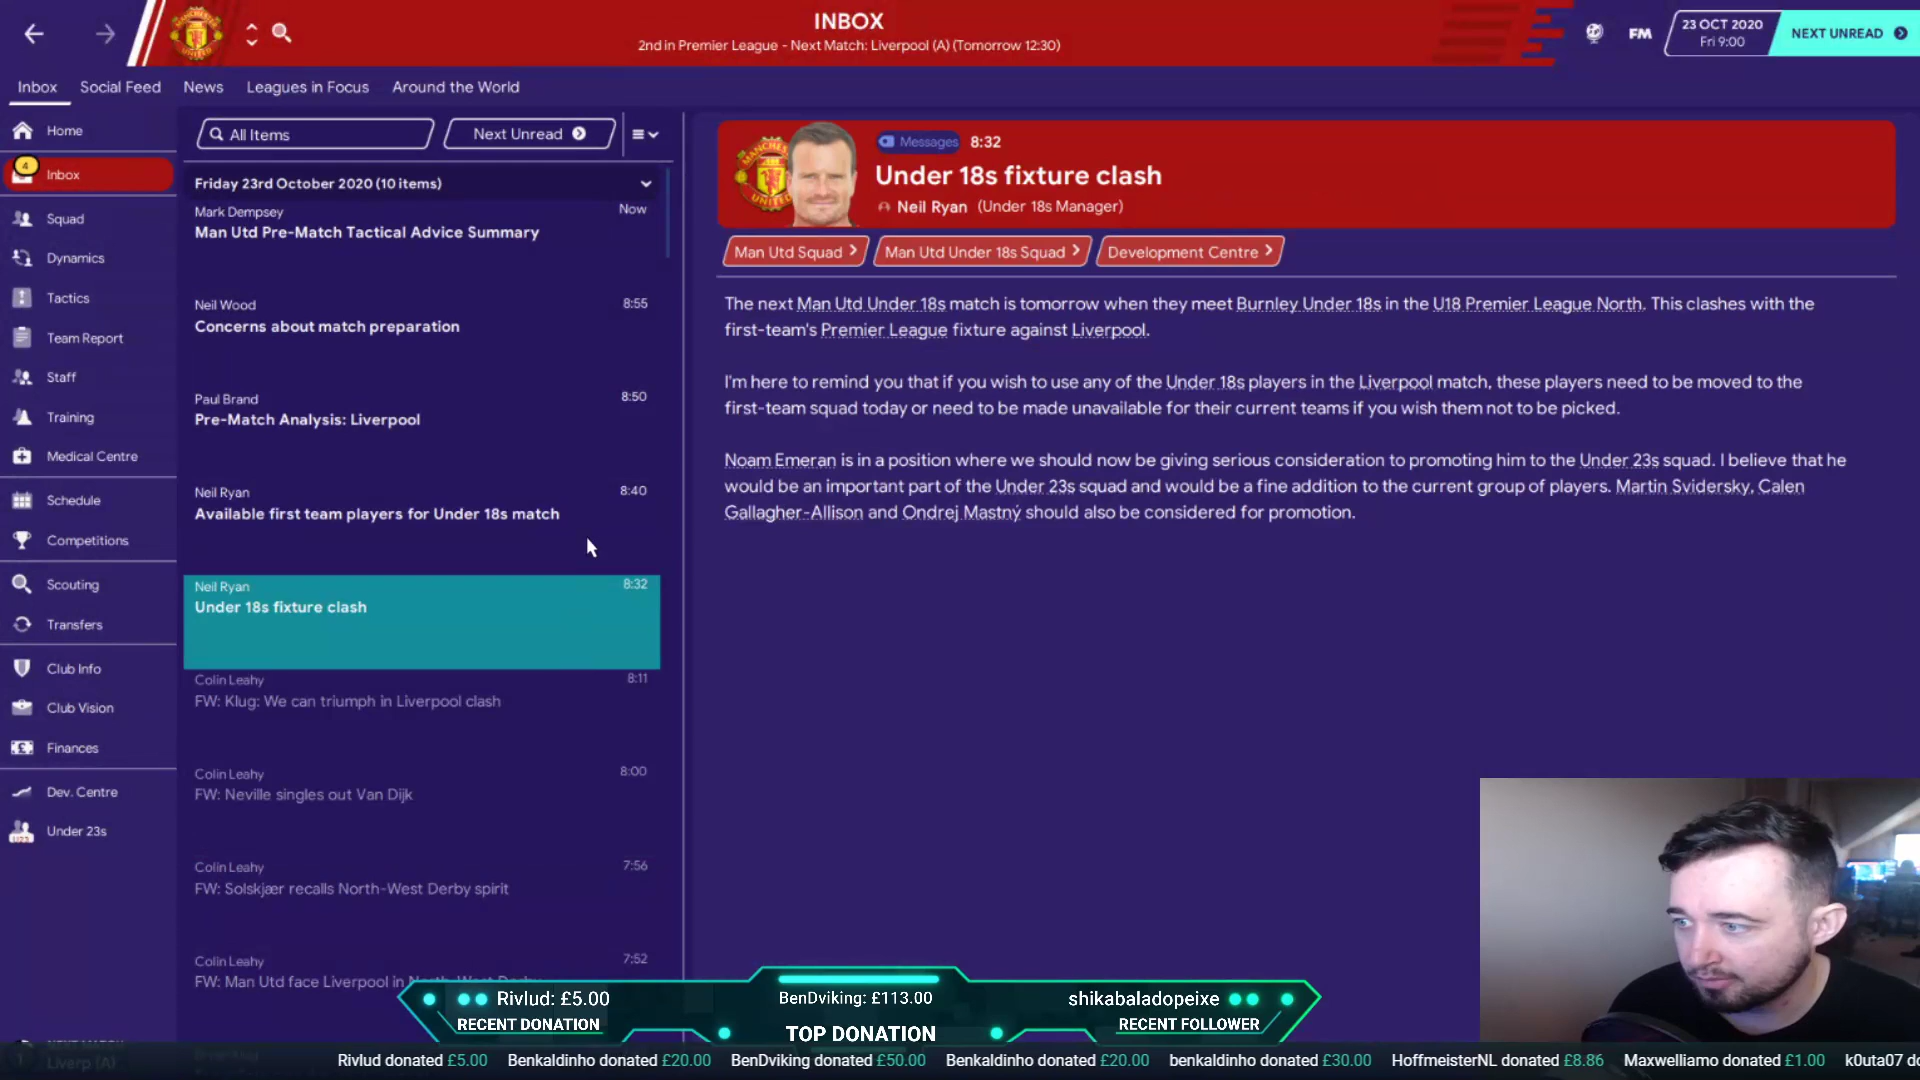 INBOX
2nd in Premier League - Next Match: Liverpool (A) (Tomorrow 12:30)
FM
23 OCT 2020
Fri 9:00
NEXT UNREAD
Inbox Social Feed News Leagues in Focus Around the World
Home
4
Inbox
Squad
Dynamics
Tactics
Team Report
Staff
Training
Medical Centre
Schedule
Competitions
Scouting
Transfers
Club Info
Club Vision
Finances
Dev. Centre
Under 23s
Liverp (A)
All Items
Next Unread
Friday 23rd October 2020 (10 items)
Mark Dempsey Now
Man Utd Pre-Match Tactical Advice Summary
Neil Wood 8:55
Concerns about match preparation
Paul Brand 8:50
Pre-Match Analysis: Liverpool
Neil Ryan 8:40
Available first team players for Under 18s match
Neil Ryan 8:32
Under 18s fixture clash
Colin Leahy 8:11
FW: Klug: We can triumph in Liverpool clash
Colin Leahy 8:00
FW: Neville singles out Van Dijk
Colin Leahy 7:56
FW: Solskjær recalls North-West Derby spirit
Colin Leahy 7:52
FW: Man Utd face Liverpool in North-West Derby
Messages 8:32
Under 18s fixture clash
Neil Ryan (Under 18s Manager)
Man Utd Squad
Man Utd Under 18s Squad
Development Centre
The next Man Utd Under 18s match is tomorrow when they meet Burnley Under 18s in the U18 Premier League North. This clashes with the
first-team's Premier League fixture against Liverpool.
I'm here to remind you that if you wish to use any of the Under 18s players in the Liverpool match, these players need to be moved to the
first-team squad today or need to be made unavailable for their current teams if you wish them not to be picked.
Noam Emeran is in a position where we should now be giving serious consideration to promoting him to the Under 23s squad. I believe that he
would be an important part of the Under 23s squad and would be a fine addition to the current group of players. Martin Svidersky, Calen
Gallagher-Allison and Ondrej Mastný should also be considered for promotion.
Rivlud: £5.00
RECENT DONATION
BenDviking: £113.00
TOP DONATION
shikabaladopeixe
RECENT FOLLOWER
Rivlud donated £5.00 Benkaldinho donated £20.00 BenDviking donated £50.00 Benkaldinho donated £20.00 benkaldinho donated £30.00 HoffmeisterNL donated £8.86 Maxwelliamo donated £1.00 k0uta07 do